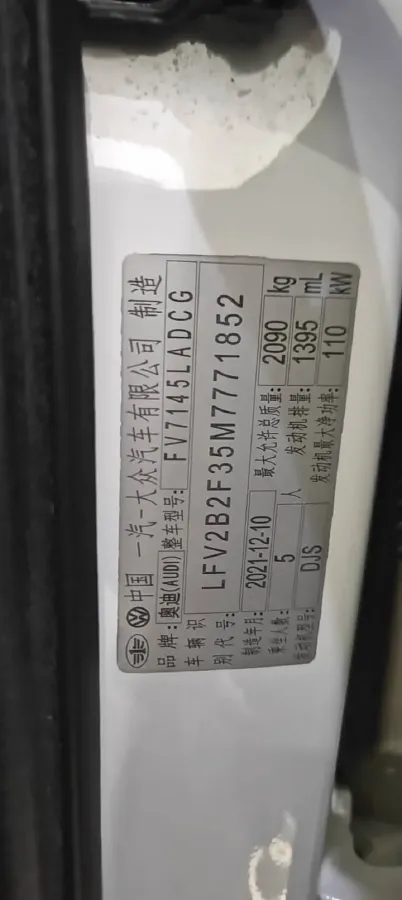 中国 一汽-大众汽车有限公司 制造
品牌: 奥迪(AUDI) 整车型号: FV7145LADCG
车辆识别代号: LFV2B2F35M7771852
制造年月: 2021-12-10 最大允许总质量: 2090 kg
乘坐人数: 5 人 发动机排量: 1395 mL
发动机型号: DJS 发动机最大净功率: 110 kW